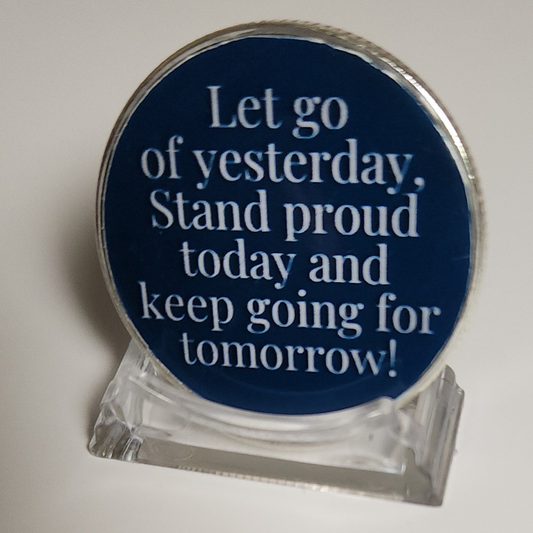 Let go
of yesterday,
Stand proud
today and
keep going for
tomorrow!